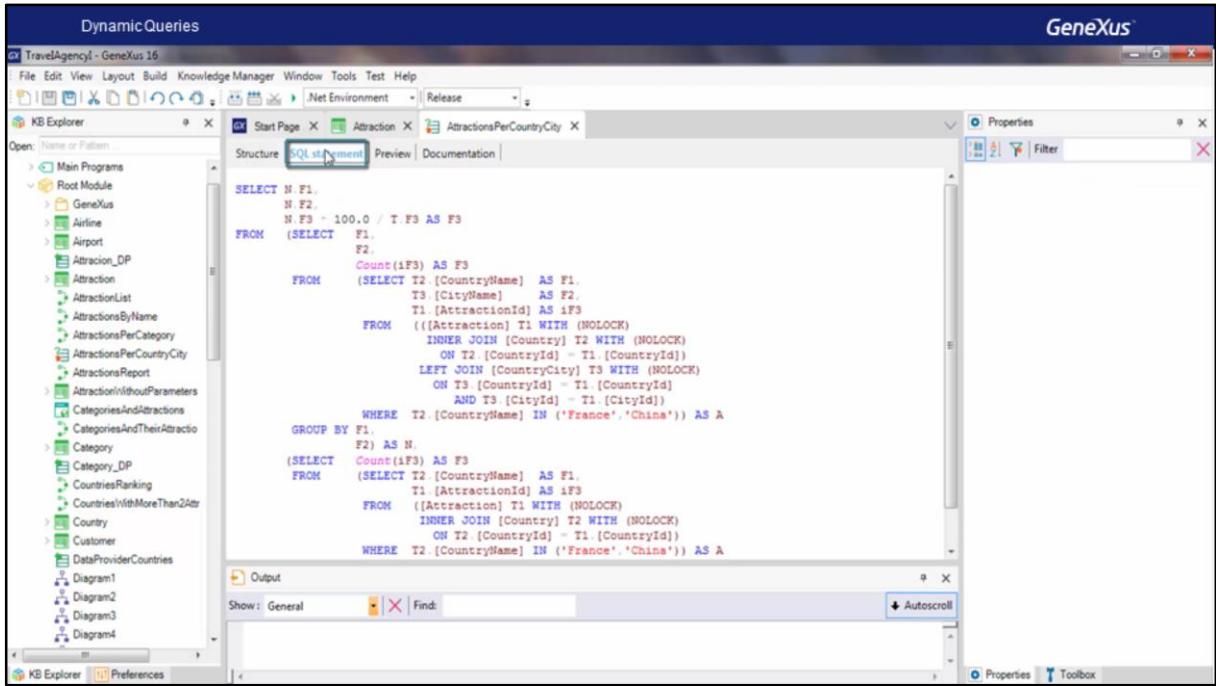 Dynamic Queries
GeneXus
GX TravelAgencyI - GeneXus 16
File Edit View Layout Build Knowledge Manager Window Tools Test Help
.Net Environment Release
KB Explorer
Open: Name or Pattern...
Main Programs
Root Module
GeneXus
Airline
Airport
Attracion_DP
Attraction
AttractionList
AttractionsByName
AttractionsPerCategory
AttractionsPerCountryCity
AttractionsReport
AttractionWithoutParameters
CategoriesAndAttractions
CategoriesAndTheirAttractio
Category
Category_DP
CountriesRanking
CountriesWithMoreThan2Attr
Country
Customer
DataProviderCountries
Diagram1
Diagram2
Diagram3
Diagram4
KB Explorer Preferences
GX Start Page X Attraction X AttractionsPerCountryCity X
Structure SQL statement Preview Documentation
SELECT N.F1,
N.F2,
N.F3 * 100.0 / T.F3 AS F3
FROM (SELECT F1,
F2,
Count(iF3) AS F3
FROM (SELECT T2.[CountryName] AS F1,
T3.[CityName] AS F2,
T1.[AttractionId] AS iF3
FROM (([Attraction] T1 WITH (NOLOCK)
INNER JOIN [Country] T2 WITH (NOLOCK)
ON T2.[CountryId] = T1.[CountryId])
LEFT JOIN [CountryCity] T3 WITH (NOLOCK)
ON T3.[CountryId] = T1.[CountryId]
AND T3.[CityId] = T1.[CityId])
WHERE T2.[CountryName] IN ('France','China')) AS A
GROUP BY F1,
F2) AS N,
(SELECT Count(iF3) AS F3
FROM (SELECT T2.[CountryName] AS F1,
T1.[AttractionId] AS iF3
FROM ([Attraction] T1 WITH (NOLOCK)
INNER JOIN [Country] T2 WITH (NOLOCK)
ON T2.[CountryId] = T1.[CountryId])
WHERE T2.[CountryName] IN ('France','China')) AS A
Output
Show: General Find: Autoscroll
Properties
Filter
Properties Toolbox